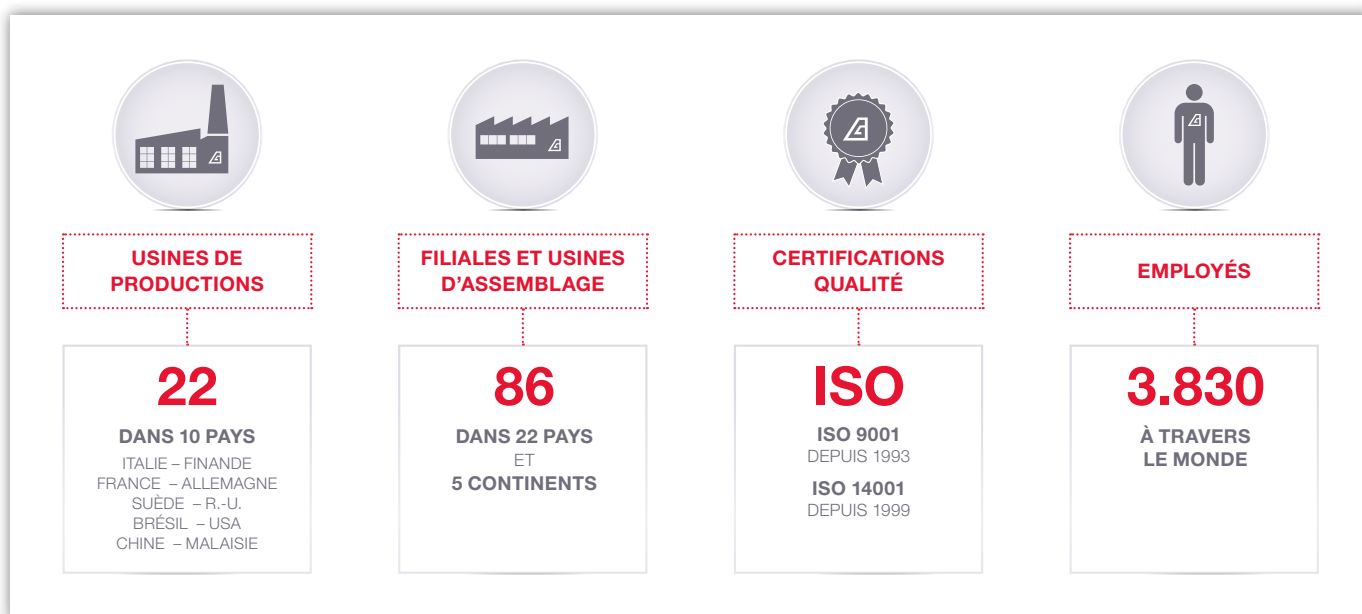 USINES DE
PRODUCTIONS
22
DANS 10 PAYS
ITALIE – FINANDE
FRANCE – ALLEMAGNE
SUÈDE – R.-U.
BRÉSIL – USA
CHINE – MALAISIE
FILIALES ET USINES
D’ASSEMBLAGE
86
DANS 22 PAYS
ET
5 CONTINENTS
CERTIFICATIONS
QUALITÉ
ISO
ISO 9001
DEPUIS 1993
ISO 14001
DEPUIS 1999
EMPLOYÉS
3.830
À TRAVERS
LE MONDE